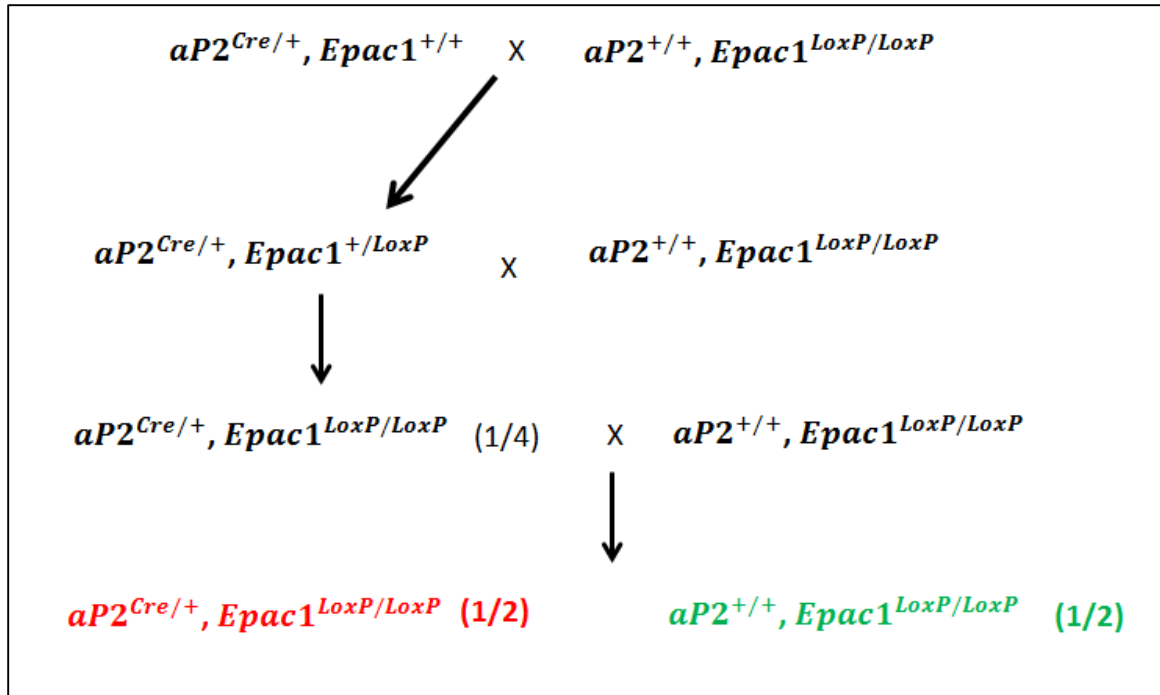 aP2^{Cre/+}, Epac1^{+/+} X aP2^{+/+}, Epac1^{LoxP/LoxP}
aP2^{Cre/+}, Epac1^{+/LoxP} X aP2^{+/+}, Epac1^{LoxP/LoxP}
aP2^{Cre/+}, Epac1^{LoxP/LoxP} (1/4) X aP2^{+/+}, Epac1^{LoxP/LoxP}
aP2^{Cre/+}, Epac1^{LoxP/LoxP} (1/2) aP2^{+/+}, Epac1^{LoxP/LoxP} (1/2)